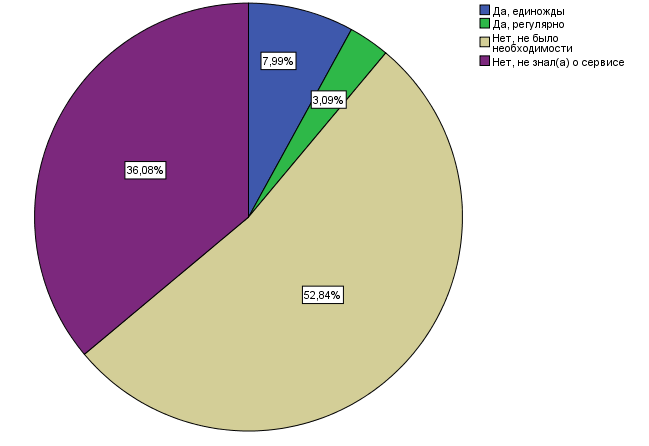 Да, единожды
Да, регулярно
Нет, не было
необходимости
Нет, не знал(а) о сервисе
7,99%
3,09%
36,08%
52,84%